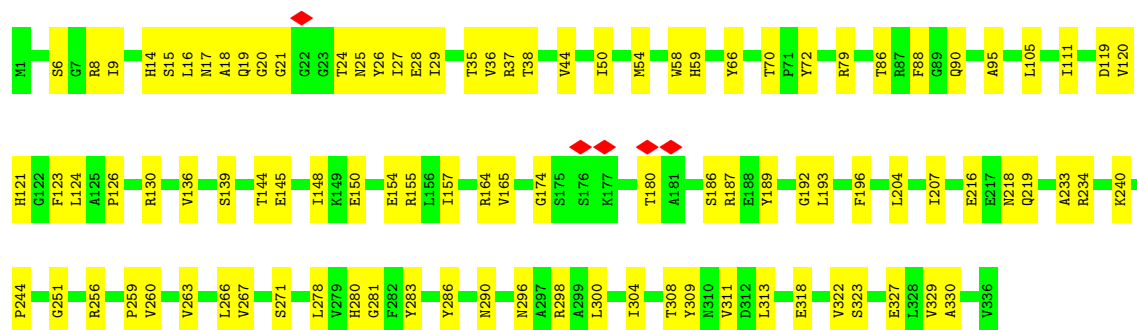 M1 S6 G7 R8 I9 H14 S15 L16 N17 A18 Q19 G20 G21 G22 G23 T24 N25 Y26 I27 E28 I29 T35 V36 R37 T38 V44 I50 M54 W58 H59 Y66 T70 P71 Y72 R79 T86 R87 F88 G89 Q90 A95 L105 I111 D119 V120
H121 G122 F123 L124 A125 P126 R130 V136 S139 T144 E145 I148 K149 E150 E154 R155 L156 I157 R164 V165 G174 S175 S176 K177 T180 A181 S186 R187 E188 Y189 G192 L193 F196 L204 I207 E216 E217 N218 Q219 A233 R234 K240
P244 G251 R256 P259 V260 V263 L266 V267 S271 L278 V279 H280 G281 F282 Y283 Y286 N290 N296 A297 R298 A299 L300 I304 T308 Y309 N310 V311 D312 L313 E318 V322 S323 E327 L328 V329 A330 V336